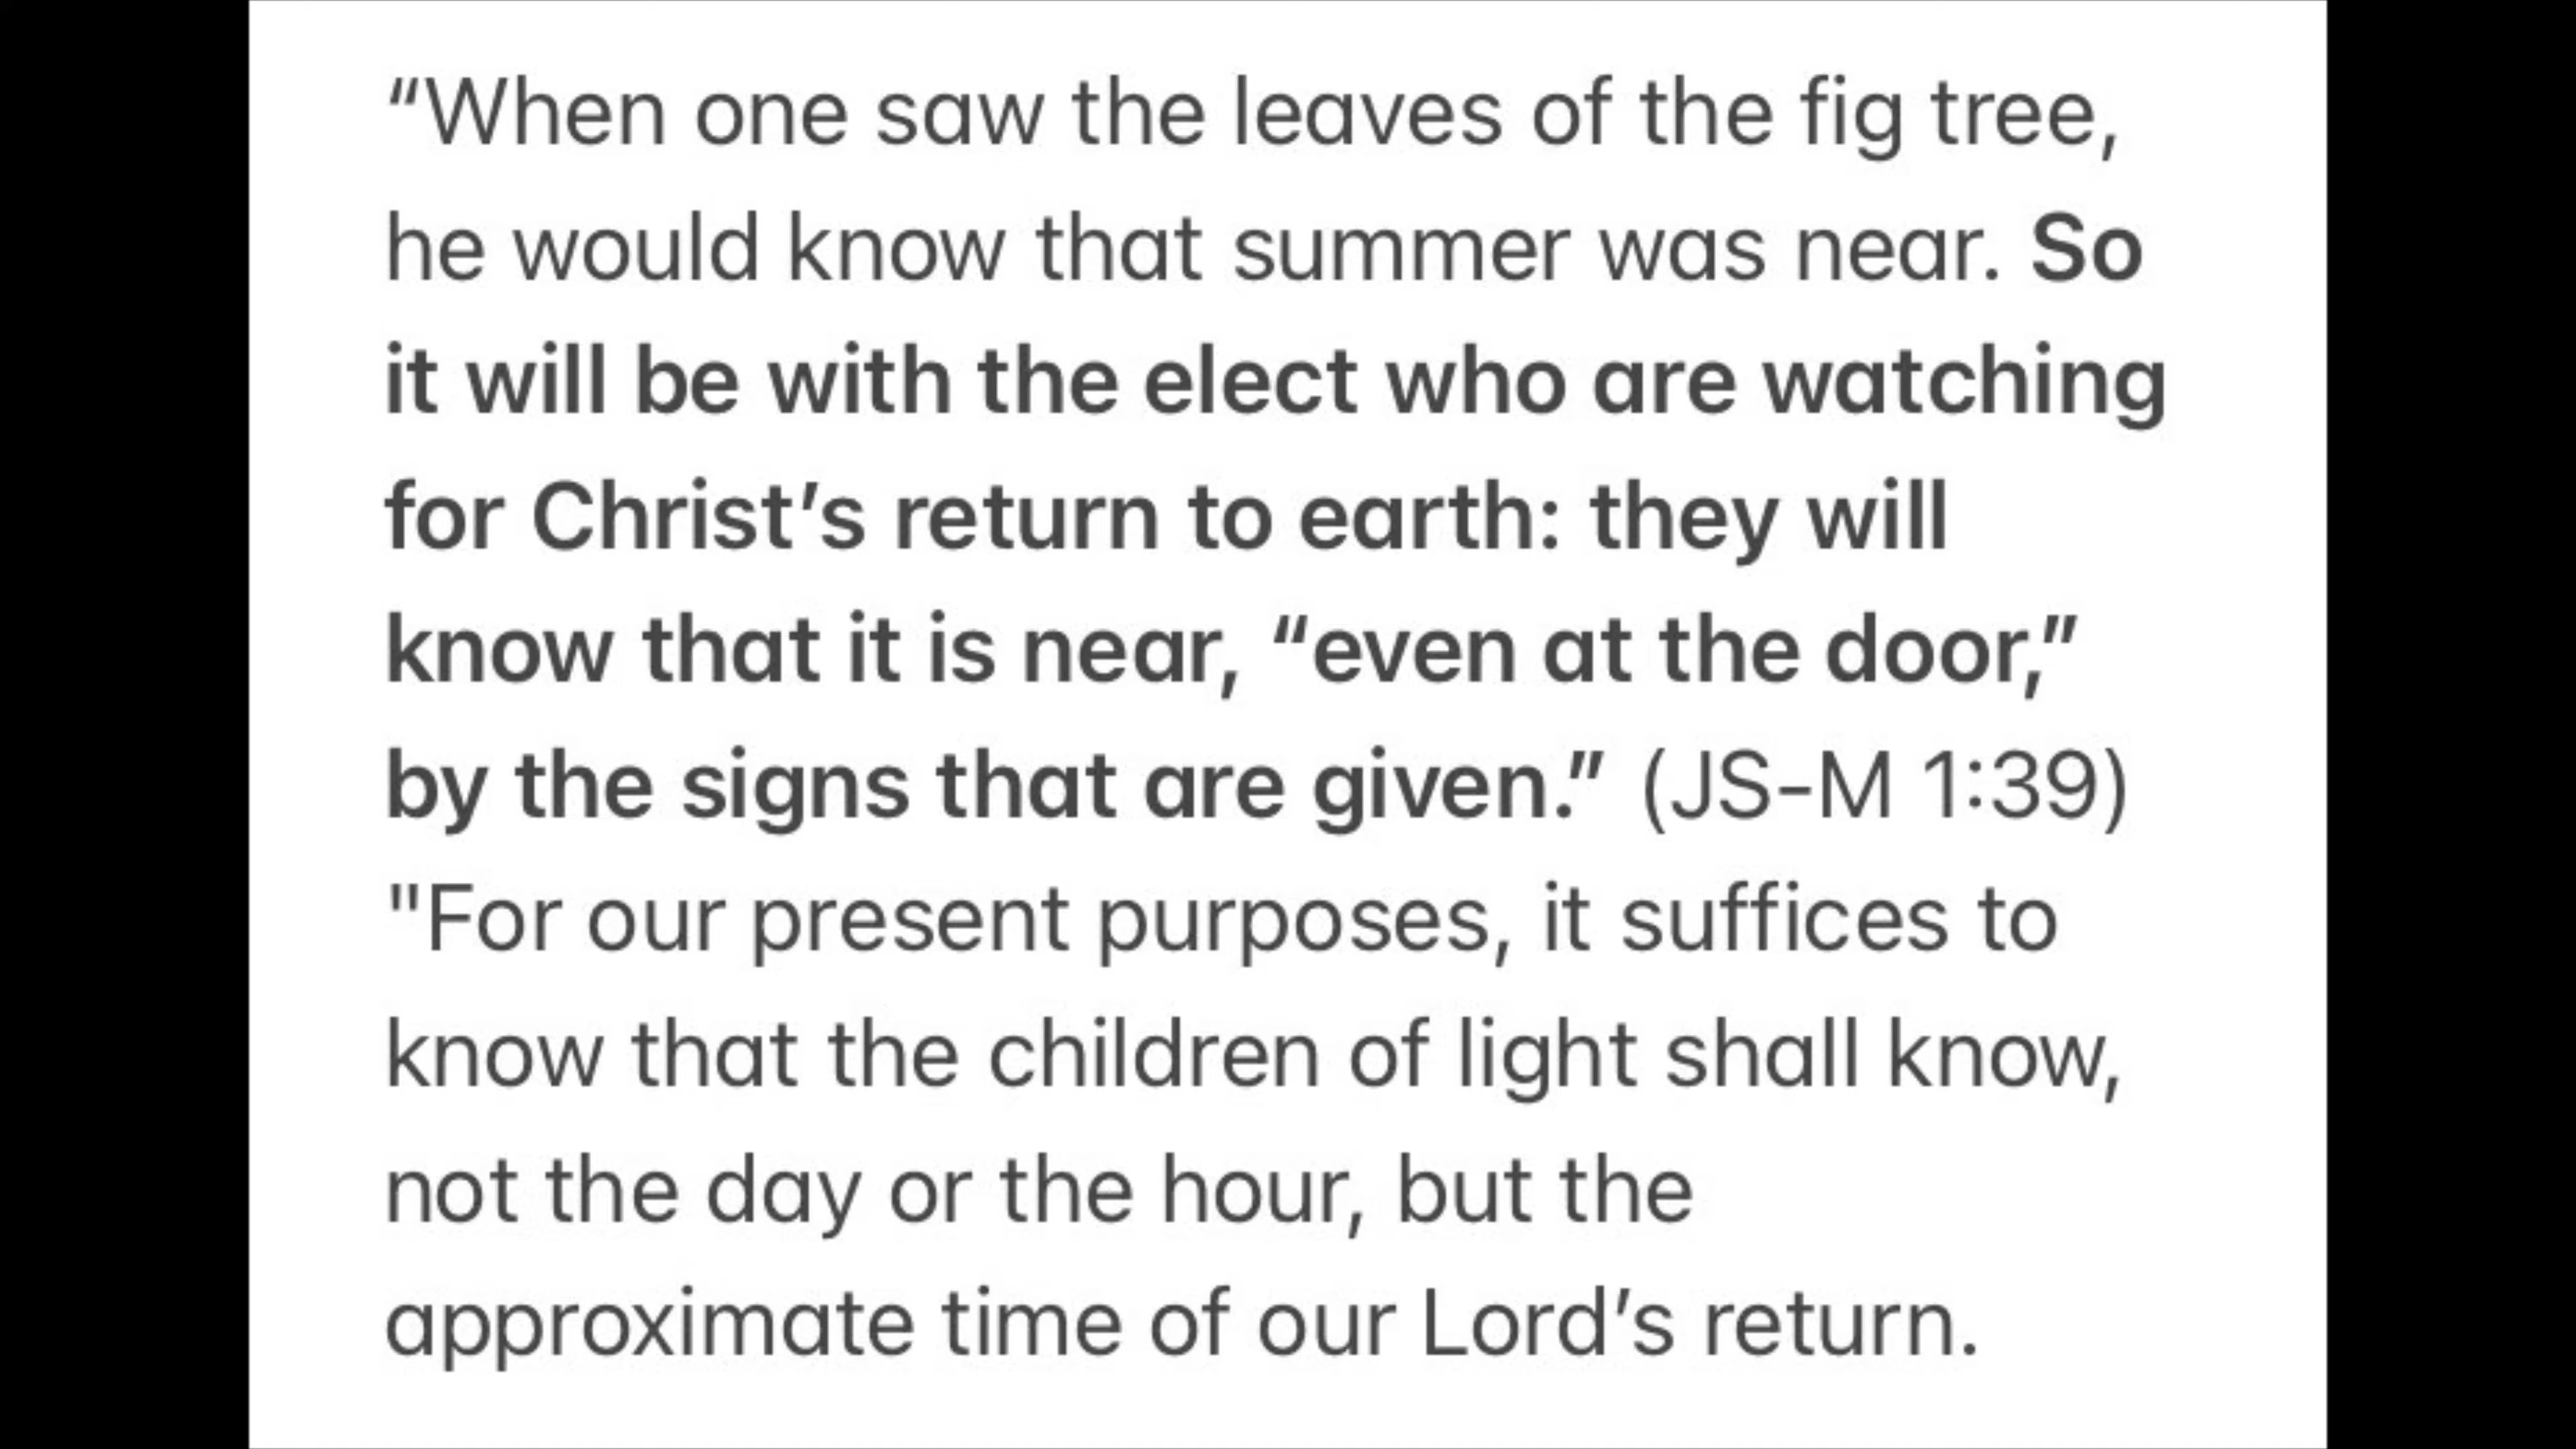 “When one saw the leaves of the fig tree,
he would know that summer was near. So
it will be with the elect who are watching
for Christ’s return to earth: they will
know that it is near, “even at the door,”
by the signs that are given.” (JS-M 1:39)
"For our present purposes, it suffices to
know that the children of light shall know,
not the day or the hour, but the
approximate time of our Lord’s return.